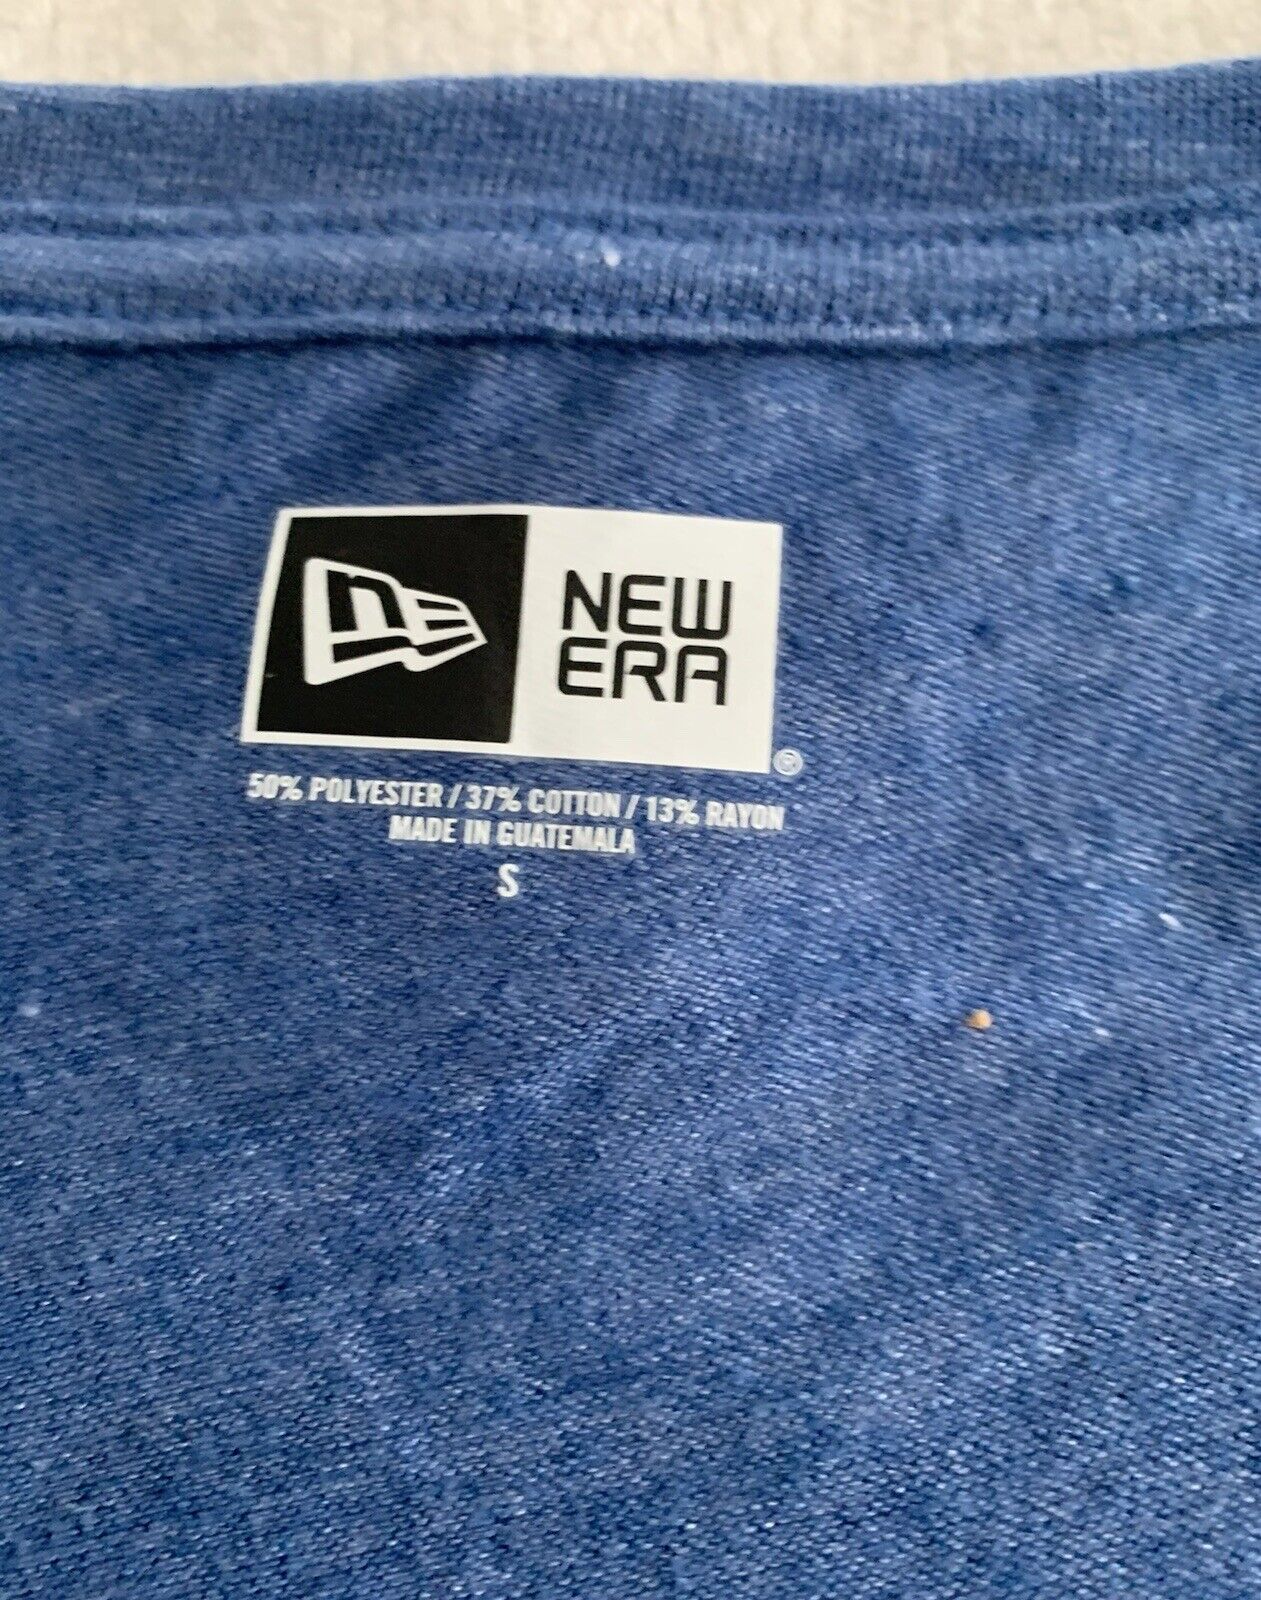 NEW
ERA
®
50% POLYESTER / 37% COTTON / 13% RAYON
MADE IN GUATEMALA
S